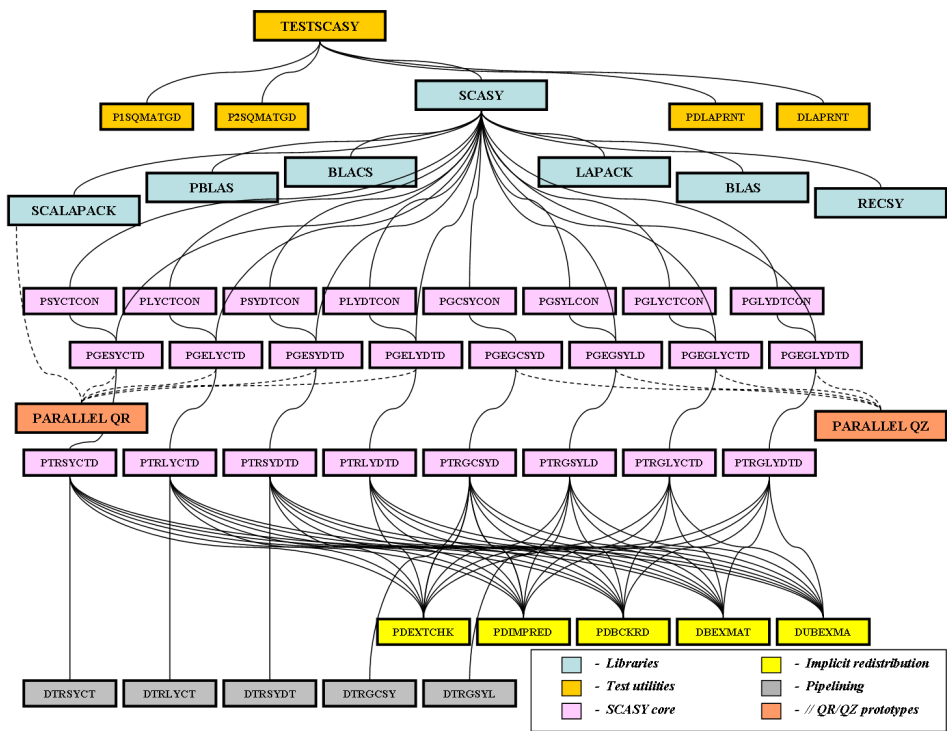 TESTSCASY
SCASY
P1SQMATGD
P2SQMATGD
PDLAPRNT
DLAPRNT
BLACS
LAPACK
PBLAS
BLAS
SCALAPACK
RECSY
PSYCTCON
PLYCTCON
PSYDTCON
PLYDTCON
PGCSYCON
PGSYLCON
PGLYCTCON
PGLYDTCON
PGESYCTD
PGELYCTD
PGESYDTD
PGELYDTD
PGEGCSYD
PGEGSYLD
PGEGLYCTD
PGEGLYDTD
PARALLEL QR
PARALLEL QZ
PTRSYCTD
PTRLYCTD
PTRSYDTD
PTRLYDTD
PTRGCSYD
PTRGSYLD
PTRGLYCTD
PTRGLYDTD
PDEXTCHK
PDIMPRED
PDBCKRD
DBEXMAT
DUBEXMA
DTRSYCT
DTRLYCT
DTRSYDT
DTRGCSY
DTRGSYL
- Libraries
- Test utilities
- SCASY core
- Implicit redistribution
- Pipelining
- // QR/QZ prototypes